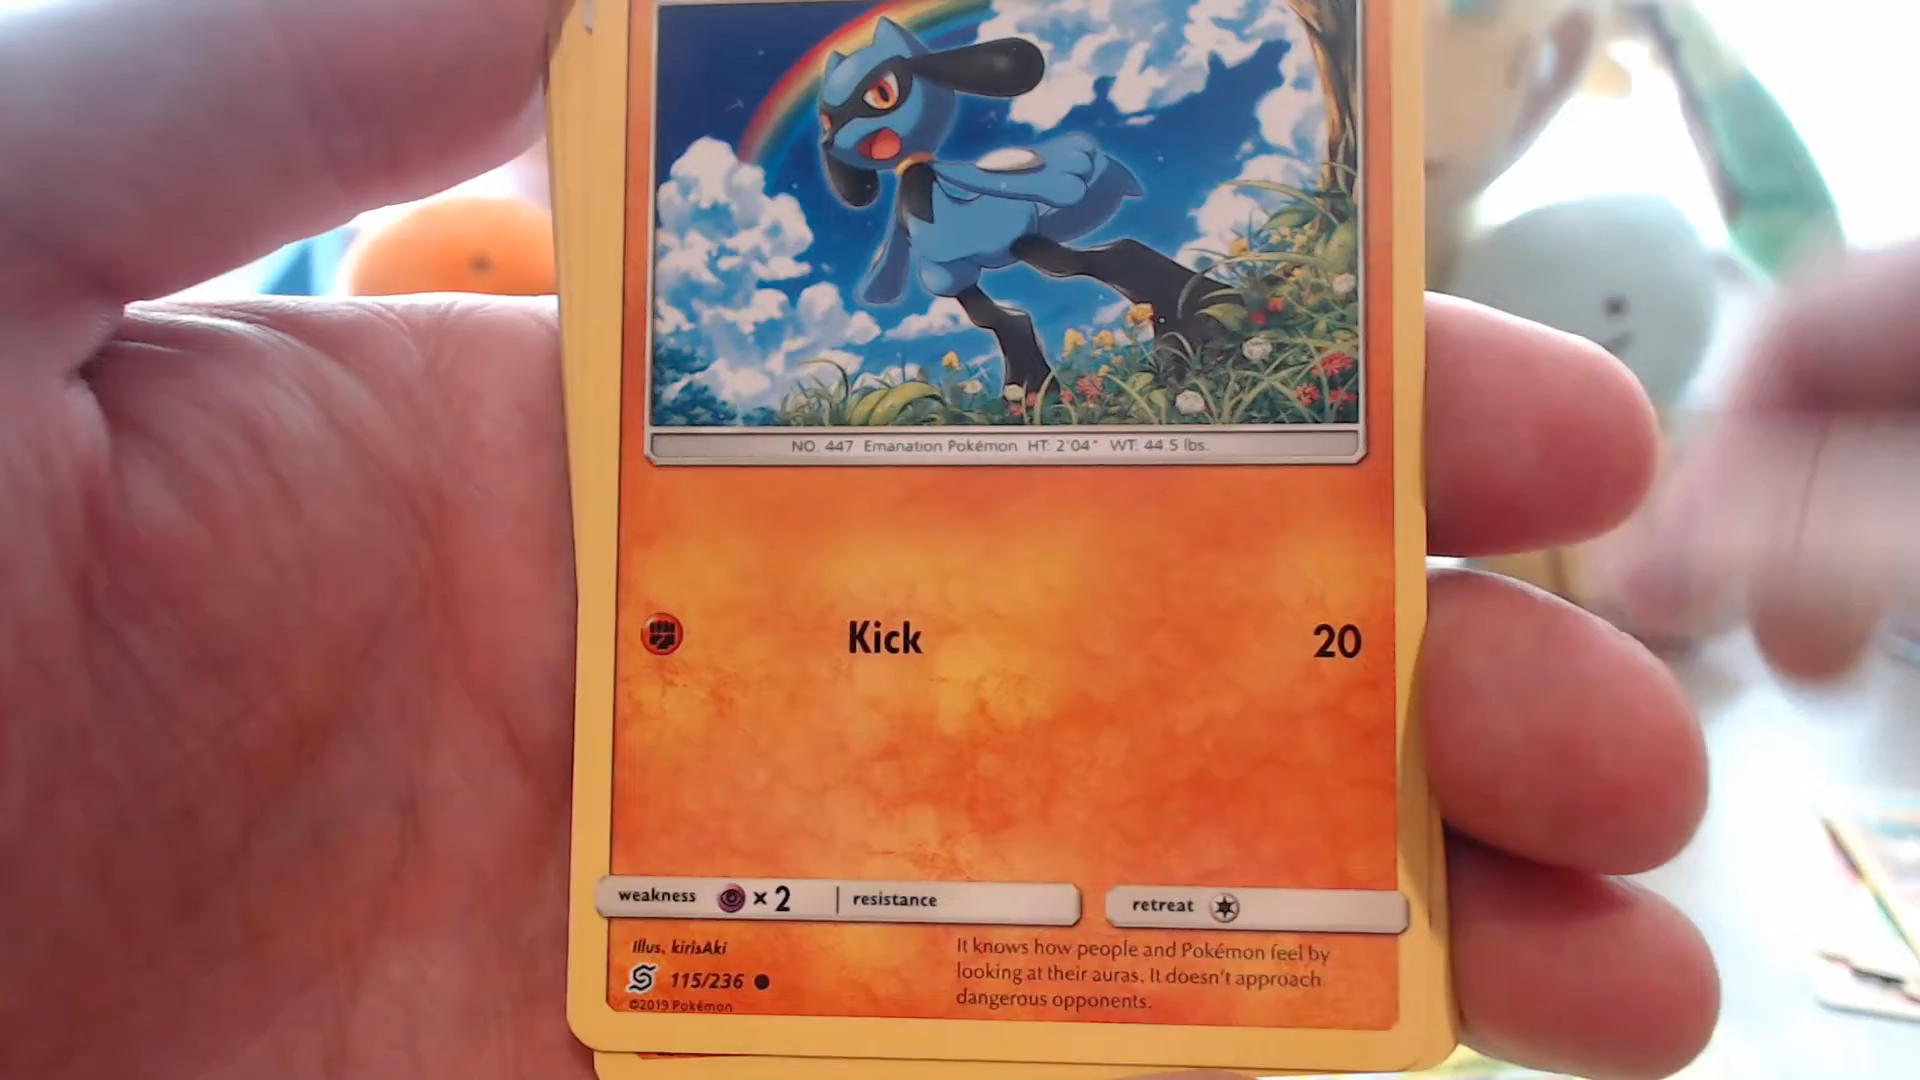 NO. 447 Emanation Pokémon HT: 2'04" WT: 44.5 lbs.
Kick 20
weakness ×2 resistance retreat
Illus. kirisAki
115/236
©2019 Pokémon
It knows how people and Pokémon feel by
looking at their auras. It doesn't approach
dangerous opponents.